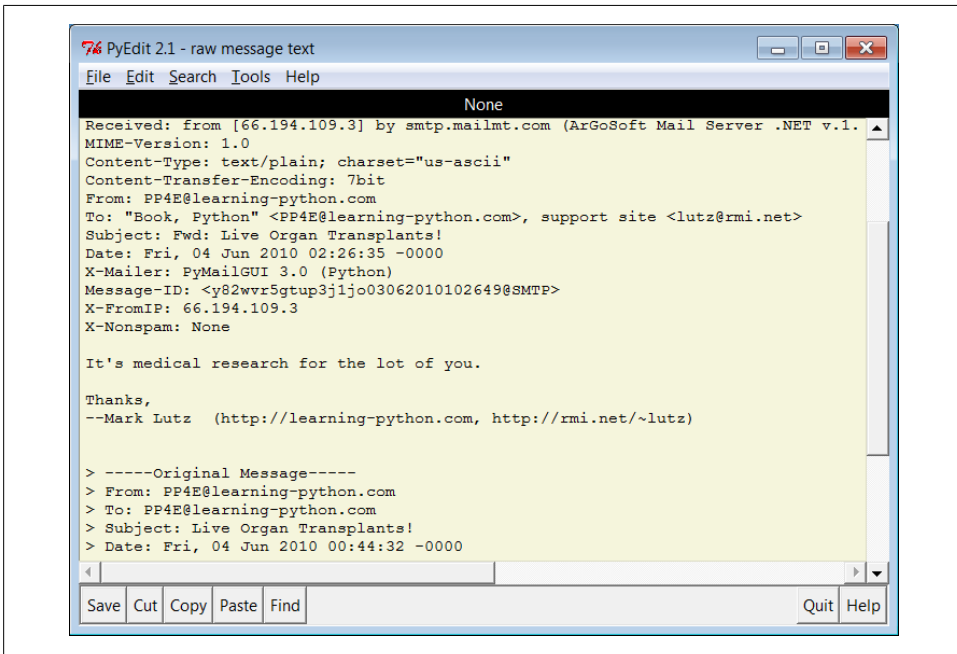 PyEdit 2.1 - raw message text
File Edit Search Tools Help
None
Received: from [66.194.109.3] by smtp.mailmt.com (ArGoSoft Mail Server .NET v.1.
MIME-Version: 1.0
Content-Type: text/plain; charset="us-ascii"
Content-Transfer-Encoding: 7bit
From: PP4E@learning-python.com
To: "Book, Python" <PP4E@learning-python.com>, support site <lutz@rmi.net>
Subject: Fwd: Live Organ Transplants!
Date: Fri, 04 Jun 2010 02:26:35 -0000
X-Mailer: PyMailGUI 3.0 (Python)
Message-ID: <y82wvr5gtup3j1jo03062010102649@SMTP>
X-FromIP: 66.194.109.3
X-Nonspam: None

It's medical research for the lot of you.

Thanks,
--Mark Lutz  (http://learning-python.com, http://rmi.net/~lutz)

> -----Original Message-----
> From: PP4E@learning-python.com
> To: PP4E@learning-python.com
> Subject: Live Organ Transplants!
> Date: Fri, 04 Jun 2010 00:44:32 -0000
Save Cut Copy Paste Find Quit Help